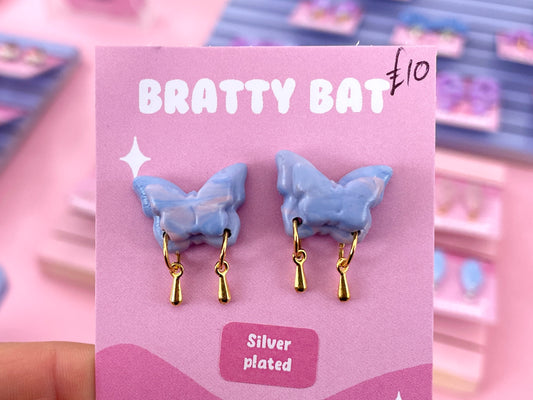 BRATTY BAT
£10
Silver
plated